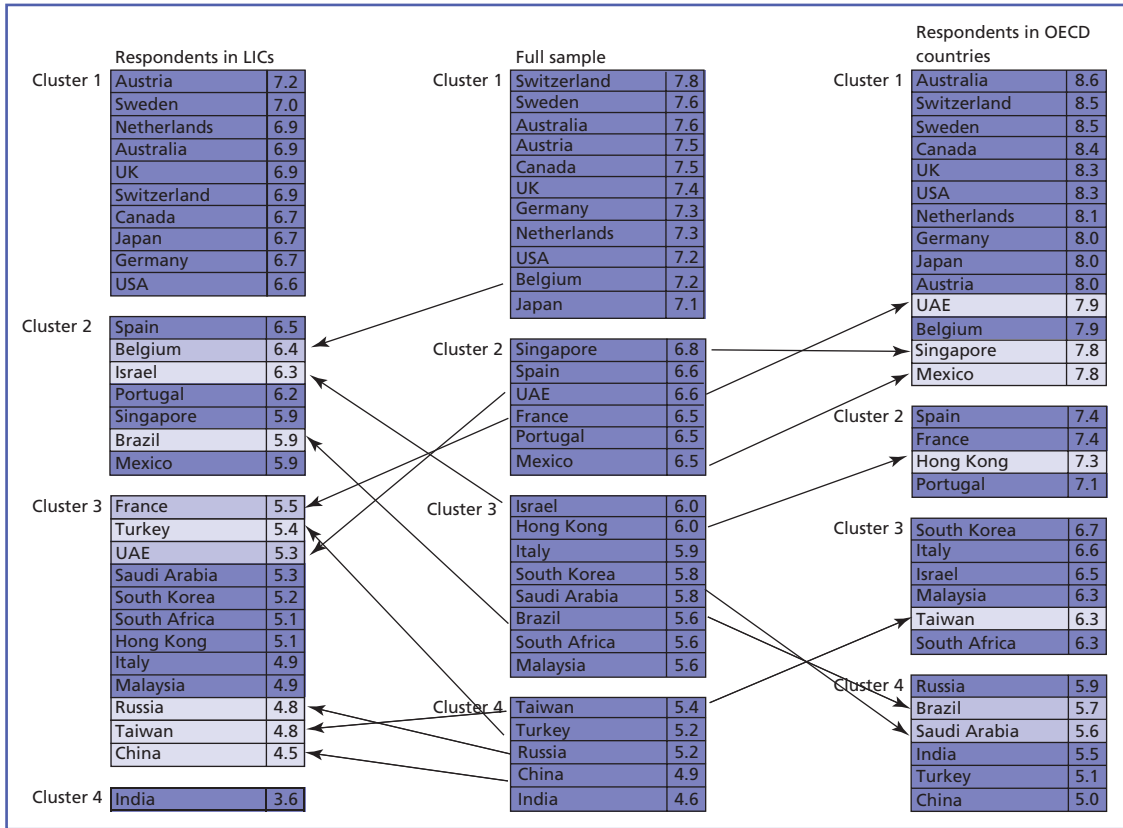 Respondents in LICs
Cluster 1
Austria 7.2
Sweden 7.0
Netherlands 6.9
Australia 6.9
UK 6.9
Switzerland 6.9
Canada 6.7
Japan 6.7
Germany 6.7
USA 6.6
Cluster 2
Spain 6.5
Belgium 6.4
Israel 6.3
Portugal 6.2
Singapore 5.9
Brazil 5.9
Mexico 5.9
Cluster 3
France 5.5
Turkey 5.4
UAE 5.3
Saudi Arabia 5.3
South Korea 5.2
South Africa 5.1
Hong Kong 5.1
Italy 4.9
Malaysia 4.9
Russia 4.8
Taiwan 4.8
China 4.5
Cluster 4
India 3.6
Full sample
Cluster 1
Switzerland 7.8
Sweden 7.6
Australia 7.6
Austria 7.5
Canada 7.5
UK 7.4
Germany 7.3
Netherlands 7.3
USA 7.2
Belgium 7.2
Japan 7.1
Cluster 2
Singapore 6.8
Spain 6.6
UAE 6.6
France 6.5
Portugal 6.5
Mexico 6.5
Cluster 3
Israel 6.0
Hong Kong 6.0
Italy 5.9
South Korea 5.8
Saudi Arabia 5.8
Brazil 5.6
South Africa 5.6
Malaysia 5.6
Cluster 4
Taiwan 5.4
Turkey 5.2
Russia 5.2
China 4.9
India 4.6
Respondents in OECD
countries
Cluster 1
Australia 8.6
Switzerland 8.5
Sweden 8.5
Canada 8.4
UK 8.3
USA 8.3
Netherlands 8.1
Germany 8.0
Japan 8.0
Austria 8.0
UAE 7.9
Belgium 7.9
Singapore 7.8
Mexico 7.8
Cluster 2
Spain 7.4
France 7.4
Hong Kong 7.3
Portugal 7.1
Cluster 3
South Korea 6.7
Italy 6.6
Israel 6.5
Malaysia 6.3
Taiwan 6.3
South Africa 6.3
Cluster 4
Russia 5.9
Brazil 5.7
Saudi Arabia 5.6
India 5.5
Turkey 5.1
China 5.0